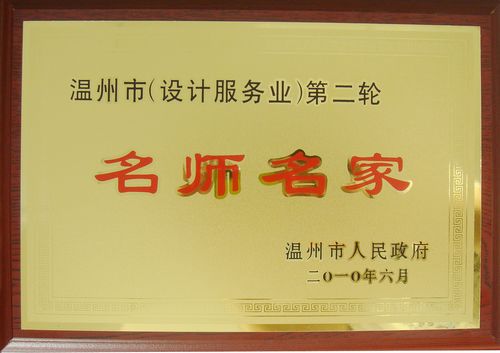 温州市(设计服务业)第二轮
名师名家
温州市人民政府
二0一0年六月